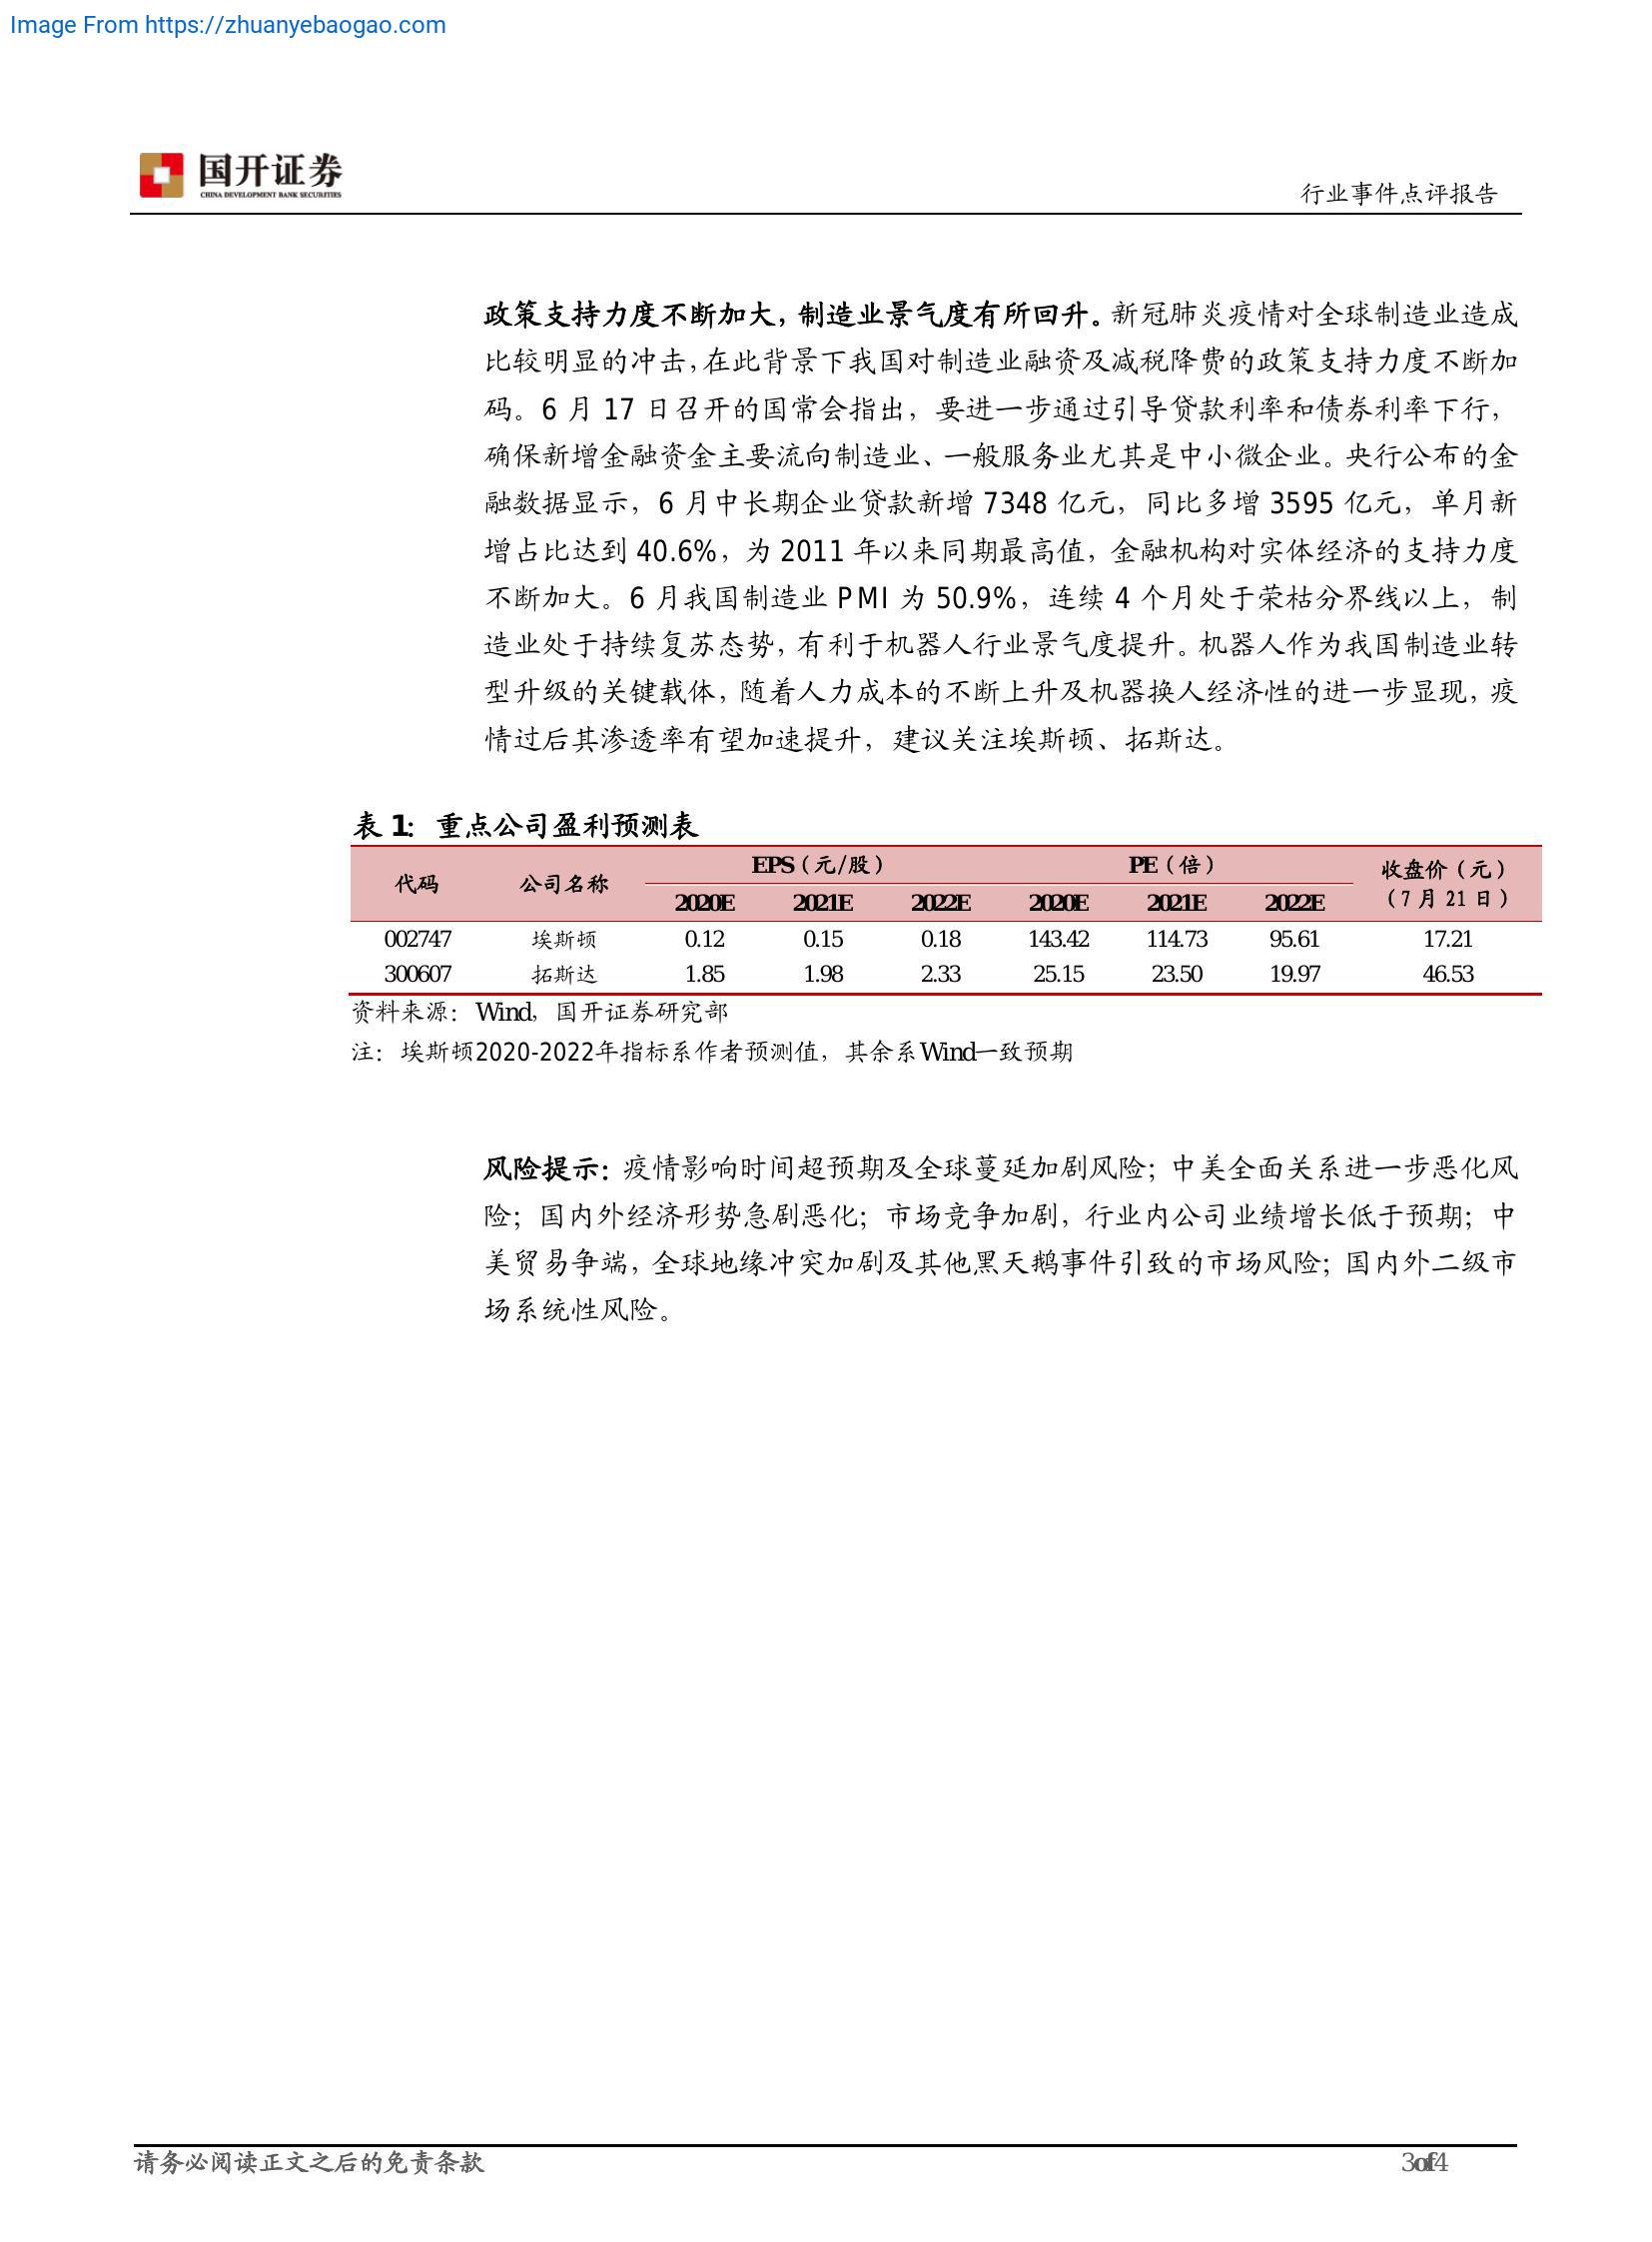 Image From https://zhuanyebaogao.com
国开证券
CHINA DEVELOPMENT BANK SECURITIES
行业事件点评报告
政策支持力度不断加大，制造业景气度有所回升。新冠肺炎疫情对全球制造业造成
比较明显的冲击，在此背景下我国对制造业融资及减税降费的政策支持力度不断加
码。6 月 17 日召开的国常会指出，要进一步通过引导贷款利率和债券利率下行，
确保新增金融资金主要流向制造业、一般服务业尤其是中小微企业。央行公布的金
融数据显示，6 月中长期企业贷款新增 7348 亿元，同比多增 3595 亿元，单月新
增占比达到 40.6%，为 2011 年以来同期最高值，金融机构对实体经济的支持力度
不断加大。6 月我国制造业 PMI 为 50.9%，连续 4 个月处于荣枯分界线以上，制
造业处于持续复苏态势，有利于机器人行业景气度提升。机器人作为我国制造业转
型升级的关键载体，随着人力成本的不断上升及机器换人经济性的进一步显现，疫
情过后其渗透率有望加速提升，建议关注埃斯顿、拓斯达。
表 1：重点公司盈利预测表
代码 公司名称 EPS（元/股） PE（倍） 收盘价（元）
（7 月 21 日）
2020E 2021E 2022E 2020E 2021E 2022E
002747 埃斯顿 0.12 0.15 0.18 143.42 114.73 95.61 17.21
300607 拓斯达 1.85 1.98 2.33 25.15 23.50 19.97 46.53
资料来源：Wind，国开证券研究部
注：埃斯顿2020-2022年指标系作者预测值，其余系Wind一致预期
风险提示：疫情影响时间超预期及全球蔓延加剧风险；中美全面关系进一步恶化风
险；国内外经济形势急剧恶化；市场竞争加剧，行业内公司业绩增长低于预期；中
美贸易争端，全球地缘冲突加剧及其他黑天鹅事件引致的市场风险；国内外二级市
场系统性风险。
请务必阅读正文之后的免责条款
3of4